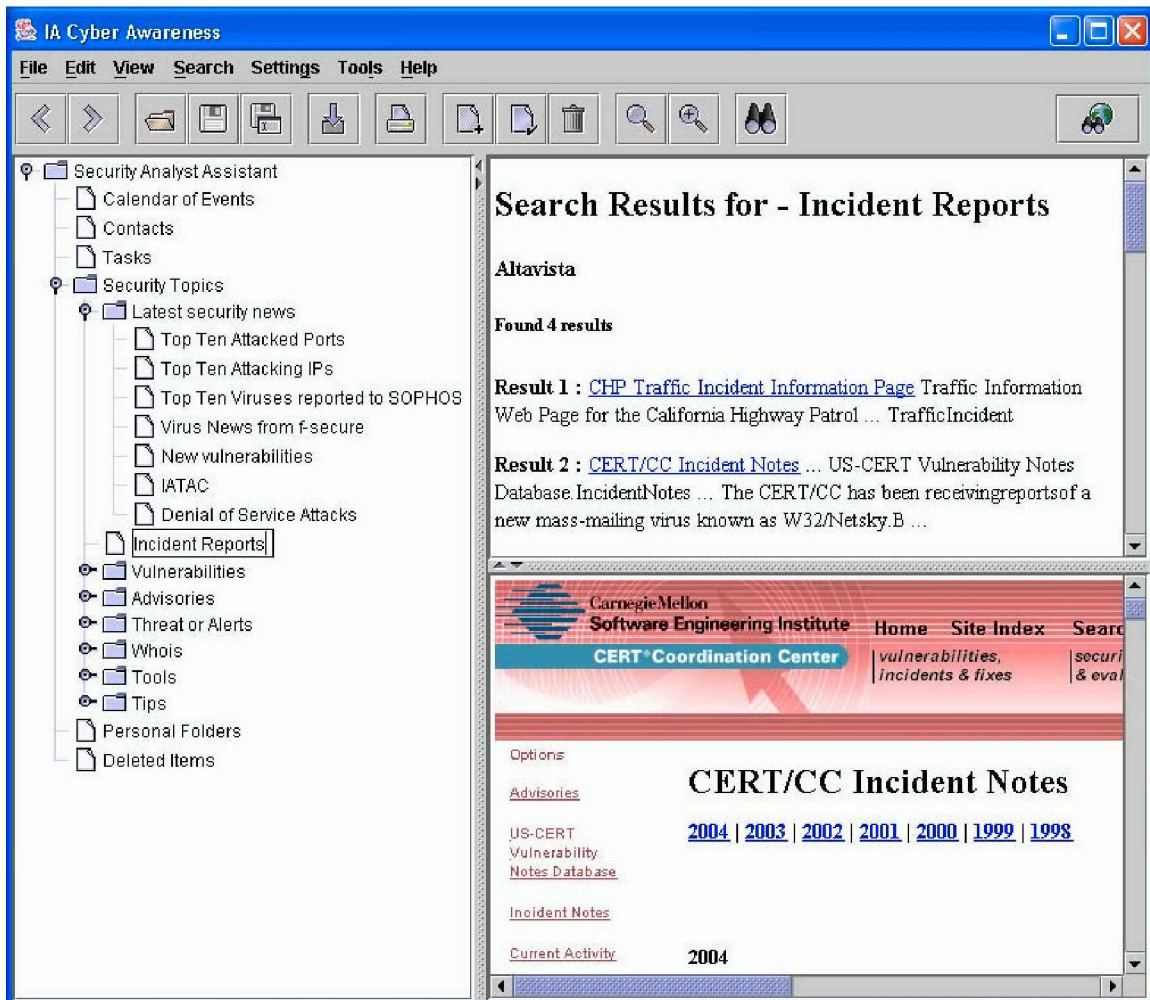 IA Cyber Awareness
File Edit View Search Settings Tools Help
Security Analyst Assistant
Calendar of Events
Contacts
Tasks
Security Topics
Latest security news
Top Ten Attacked Ports
Top Ten Attacking IPs
Top Ten Viruses reported to SOPHOS
Virus News from f-secure
New vulnerabilities
IATAC
Denial of Service Attacks
Incident Reports
Vulnerabilities
Advisories
Threat or Alerts
Whois
Tools
Tips
Personal Folders
Deleted Items
Search Results for - Incident Reports
Altavista
Found 4 results
Result 1 : CHP Traffic Incident Information Page Traffic Information
Web Page for the California Highway Patrol ... TrafficIncident
Result 2 : CERT/CC Incident Notes ... US-CERT Vulnerability Notes
Database.IncidentNotes ... The CERT/CC has been receivingreportsof a
new mass-mailing virus known as W32/Netsky.B ...
CarnegieMellon
Software Engineering Institute
CERT® Coordination Center
Home Site Index Searc
vulnerabilities,
incidents & fixes
securi
& eval
Options
Advisories
US-CERT
Vulnerability
Notes Database
Incident Notes
Current Activity
CERT/CC Incident Notes
2004 | 2003 | 2002 | 2001 | 2000 | 1999 | 1998
2004